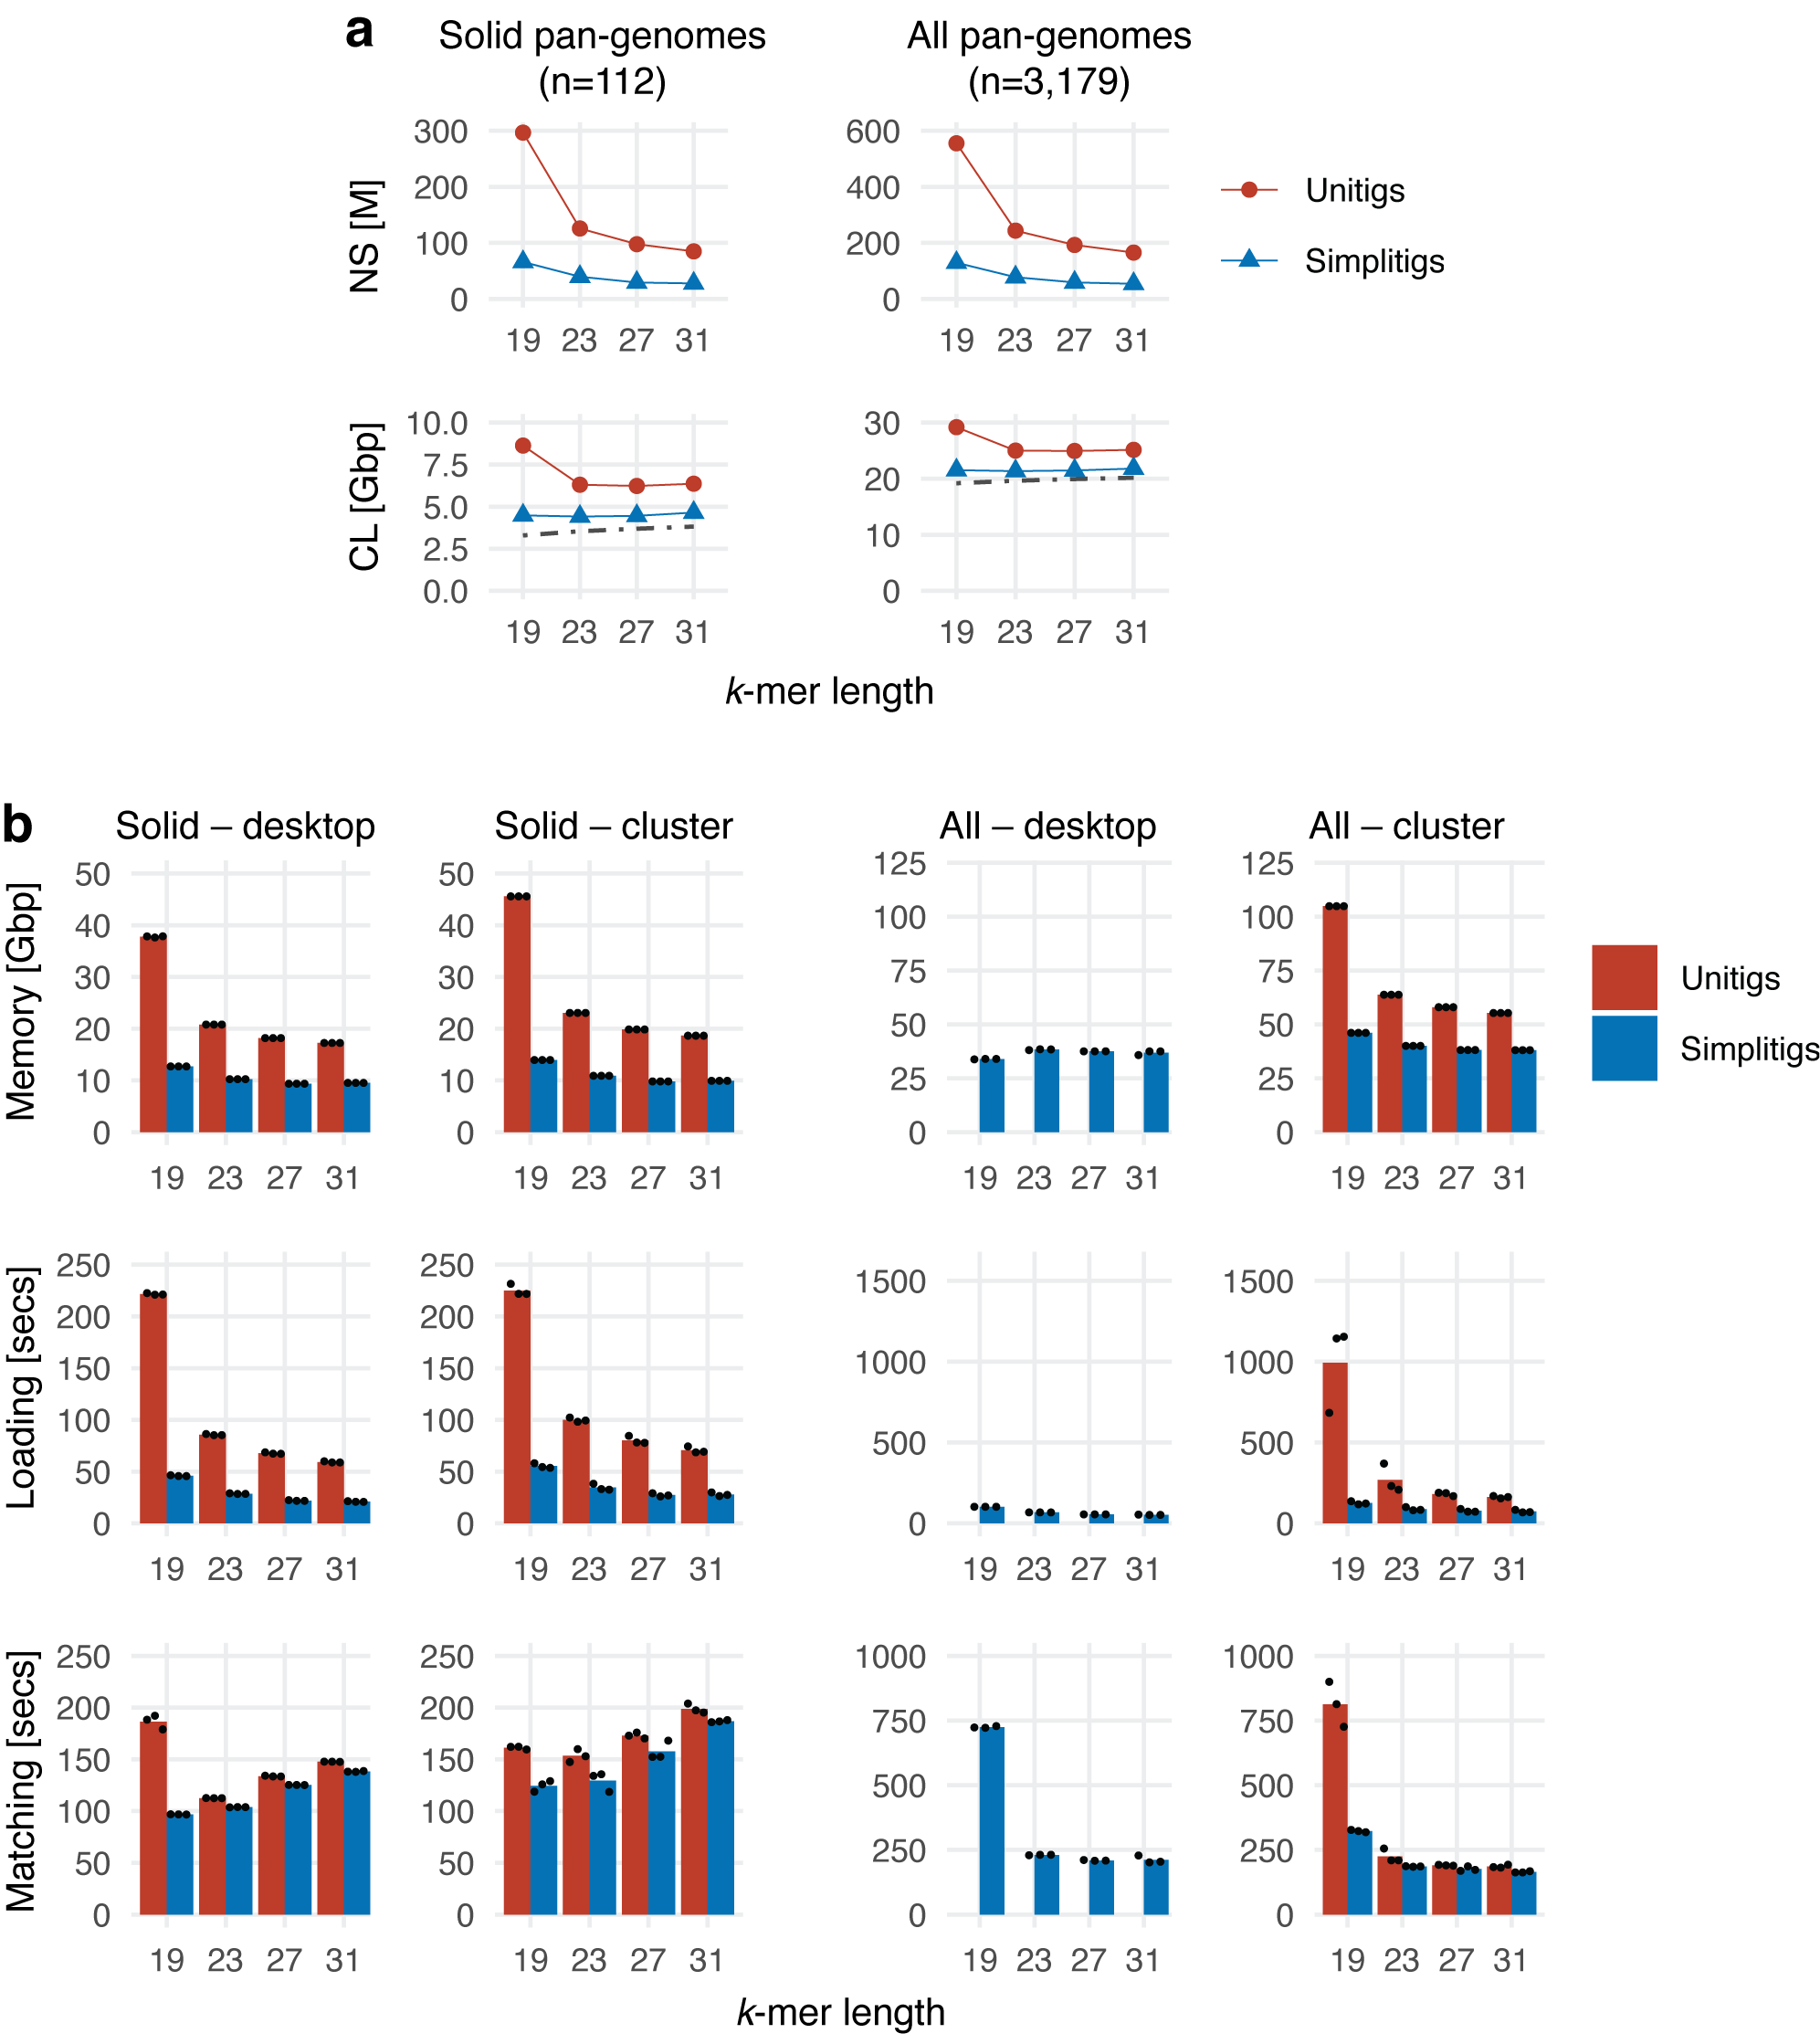 a
Solid pan-genomes
(n=112)
All pan-genomes
(n=3,179)
NS [M]
300
200
100
0
19 23 27 31
600
400
200
0
19 23 27 31
Unitigs
Simplitigs
CL [Gbp]
10.0
7.5
5.0
2.5
0.0
19 23 27 31
30
20
10
0
19 23 27 31
k-mer length
b
Solid – desktop
Solid – cluster
All – desktop
All – cluster
Memory [Gbp]
50
40
30
20
10
0
19 23 27 31
50
40
30
20
10
0
19 23 27 31
125
100
75
50
25
0
19 23 27 31
125
100
75
50
25
0
19 23 27 31
Unitigs
Simplitigs
Loading [secs]
250
200
150
100
50
0
19 23 27 31
250
200
150
100
50
0
19 23 27 31
1500
1000
500
0
19 23 27 31
1500
1000
500
0
19 23 27 31
Matching [secs]
250
200
150
100
50
0
19 23 27 31
250
200
150
100
50
0
19 23 27 31
1000
750
500
250
0
19 23 27 31
1000
750
500
250
0
19 23 27 31
k-mer length